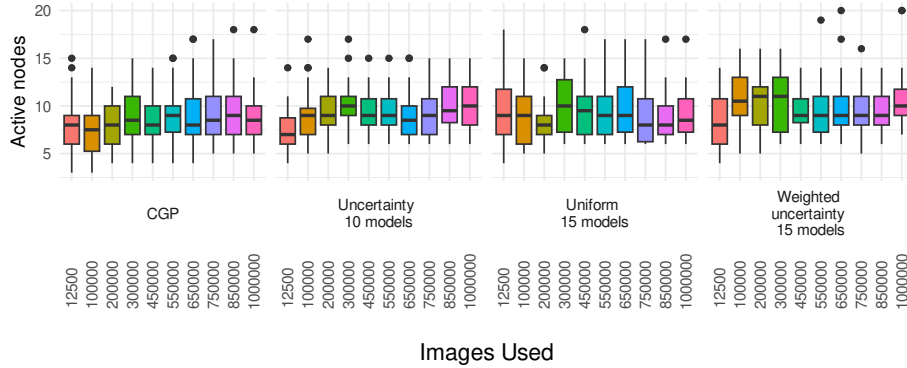 20
15
10
5
Active nodes
CGP
Uncertainty
10 models
Uniform
15 models
Weighted
uncertainty
15 models
12500 100000 200000 300000 450000 550000 650000 750000 850000 1000000
12500 100000 200000 300000 450000 550000 650000 750000 850000 1000000
12500 100000 200000 300000 450000 550000 650000 750000 850000 1000000
12500 100000 200000 300000 450000 550000 650000 750000 850000 1000000
Images Used